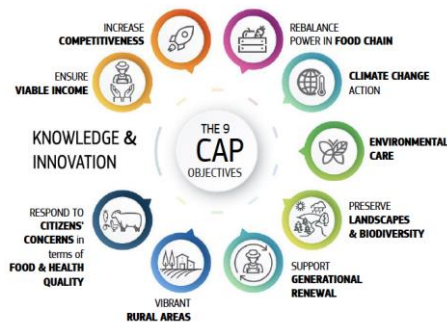 INCREASE
COMPETITIVENESS
REBALANCE
POWER IN FOOD CHAIN
ENSURE
VIABLE INCOME
CLIMATE CHANGE
ACTION
KNOWLEDGE &
INNOVATION
THE 9
CAP
OBJECTIVES
ENVIRONMENTAL
CARE
RESPOND TO
CITIZENS'
CONCERNS in
terms of
FOOD & HEALTH
QUALITY
PRESERVE
LANDSCAPES
& BIODIVERSITY
VIBRANT
RURAL AREAS
SUPPORT
GENERATIONAL
RENEWAL